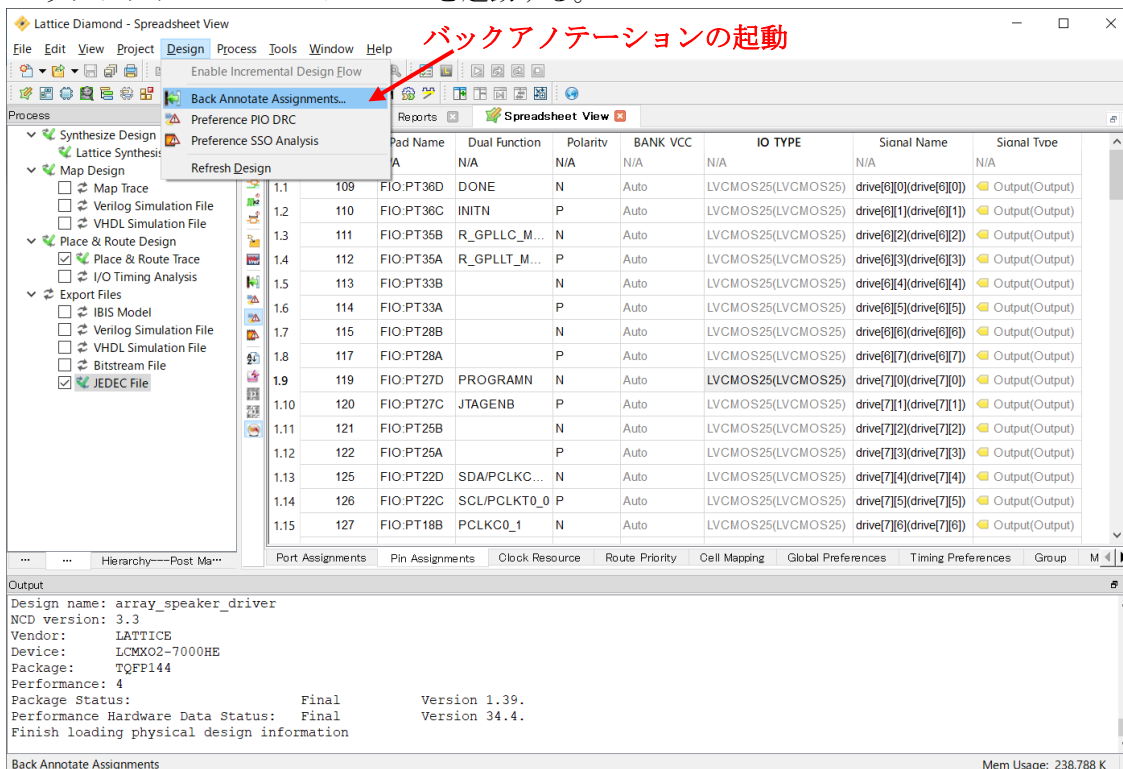 Lattice Diamond - Spreadsheet View
File Edit View Project Design Process Tools Window Help
バックアノテーションの起動
Enable Incremental Design Flow
Back Annotate Assignments...
Preference PIO DRC
Preference SSO Analysis
Refresh Design
Process
Synthesize Design
Lattice Synthesis
Map Design
Map Trace
Verilog Simulation File
VHDL Simulation File
Place & Route Design
Place & Route Trace
I/O Timing Analysis
Export Files
IBIS Model
Verilog Simulation File
VHDL Simulation File
Bitstream File
JEDEC File
Reports Spreadsheet View
Pad Name Dual Function Polarity BANK VCC IO TYPE Signal Name Signal Type
N/A N/A N/A N/A N/A N/A
1.1 109 FIO:PT36D DONE N Auto LVCMOS25(LVCMOS25) drive[6][0](drive[6][0]) Output(Output)
1.2 110 FIO:PT36C INITN P Auto LVCMOS25(LVCMOS25) drive[6][1](drive[6][1]) Output(Output)
1.3 111 FIO:PT35B R_GPLLC_M... N Auto LVCMOS25(LVCMOS25) drive[6][2](drive[6][2]) Output(Output)
1.4 112 FIO:PT35A R_GPLLT_M... P Auto LVCMOS25(LVCMOS25) drive[6][3](drive[6][3]) Output(Output)
1.5 113 FIO:PT33B N Auto LVCMOS25(LVCMOS25) drive[6][4](drive[6][4]) Output(Output)
1.6 114 FIO:PT33A P Auto LVCMOS25(LVCMOS25) drive[6][5](drive[6][5]) Output(Output)
1.7 115 FIO:PT28B N Auto LVCMOS25(LVCMOS25) drive[6][6](drive[6][6]) Output(Output)
1.8 117 FIO:PT28A P Auto LVCMOS25(LVCMOS25) drive[6][7](drive[6][7]) Output(Output)
1.9 119 FIO:PT27D PROGRAMN N Auto LVCMOS25(LVCMOS25) drive[7][0](drive[7][0]) Output(Output)
1.10 120 FIO:PT27C JTAGENB P Auto LVCMOS25(LVCMOS25) drive[7][1](drive[7][1]) Output(Output)
1.11 121 FIO:PT25B N Auto LVCMOS25(LVCMOS25) drive[7][2](drive[7][2]) Output(Output)
1.12 122 FIO:PT25A P Auto LVCMOS25(LVCMOS25) drive[7][3](drive[7][3]) Output(Output)
1.13 125 FIO:PT22D SDA/PCLKC... N Auto LVCMOS25(LVCMOS25) drive[7][4](drive[7][4]) Output(Output)
1.14 126 FIO:PT22C SCL/PCLKT0_0 P Auto LVCMOS25(LVCMOS25) drive[7][5](drive[7][5]) Output(Output)
1.15 127 FIO:PT18B PCLKC0_1 N Auto LVCMOS25(LVCMOS25) drive[7][6](drive[7][6]) Output(Output)
... ... Hierarchy---Post Ma...
Port Assignments Pin Assignments Clock Resource Route Priority Cell Mapping Global Preferences Timing Preferences Group M
Output
Design name: array_speaker_driver
NCD version: 3.3
Vendor: LATTICE
Device: LCMXO2-7000HE
Package: TQFP144
Performance: 4
Package Status: Final Version 1.39.
Performance Hardware Data Status: Final Version 34.4.
Finish loading physical design information
Back Annotate Assignments Mem Usage: 238,788 K